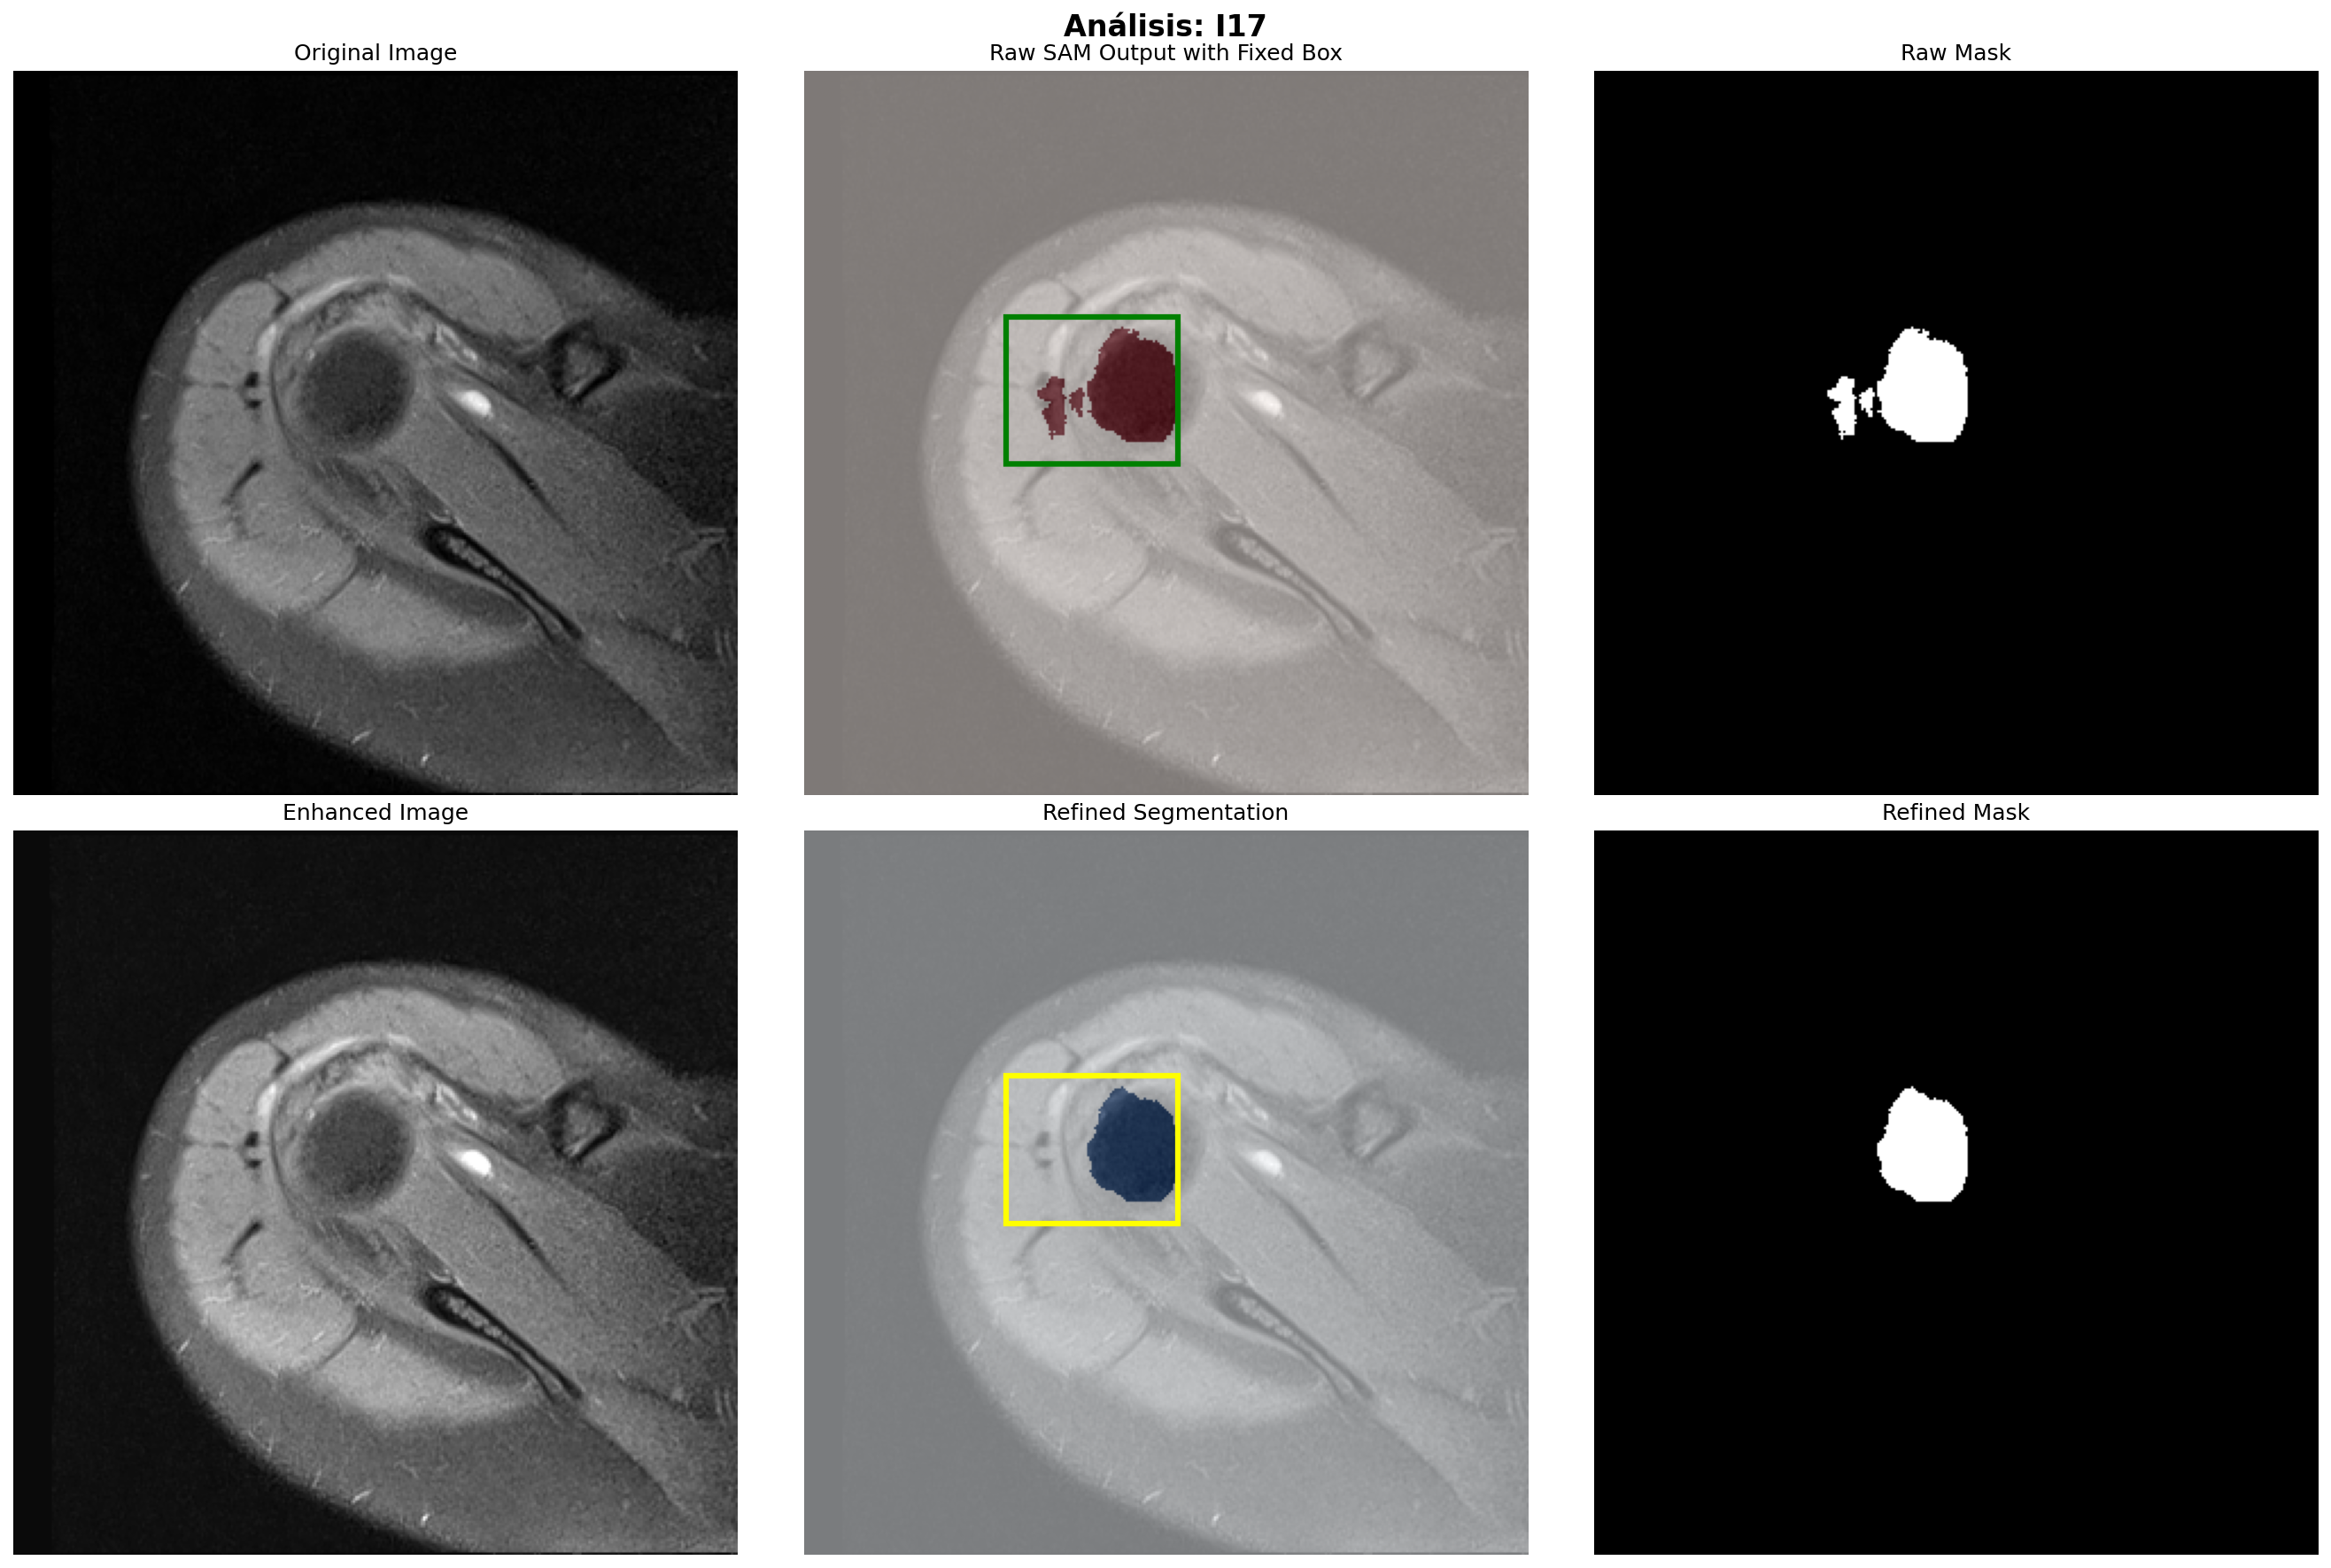 Análisis: I17
Original Image
Raw SAM Output with Fixed Box
Raw Mask
Enhanced Image
Refined Segmentation
Refined Mask